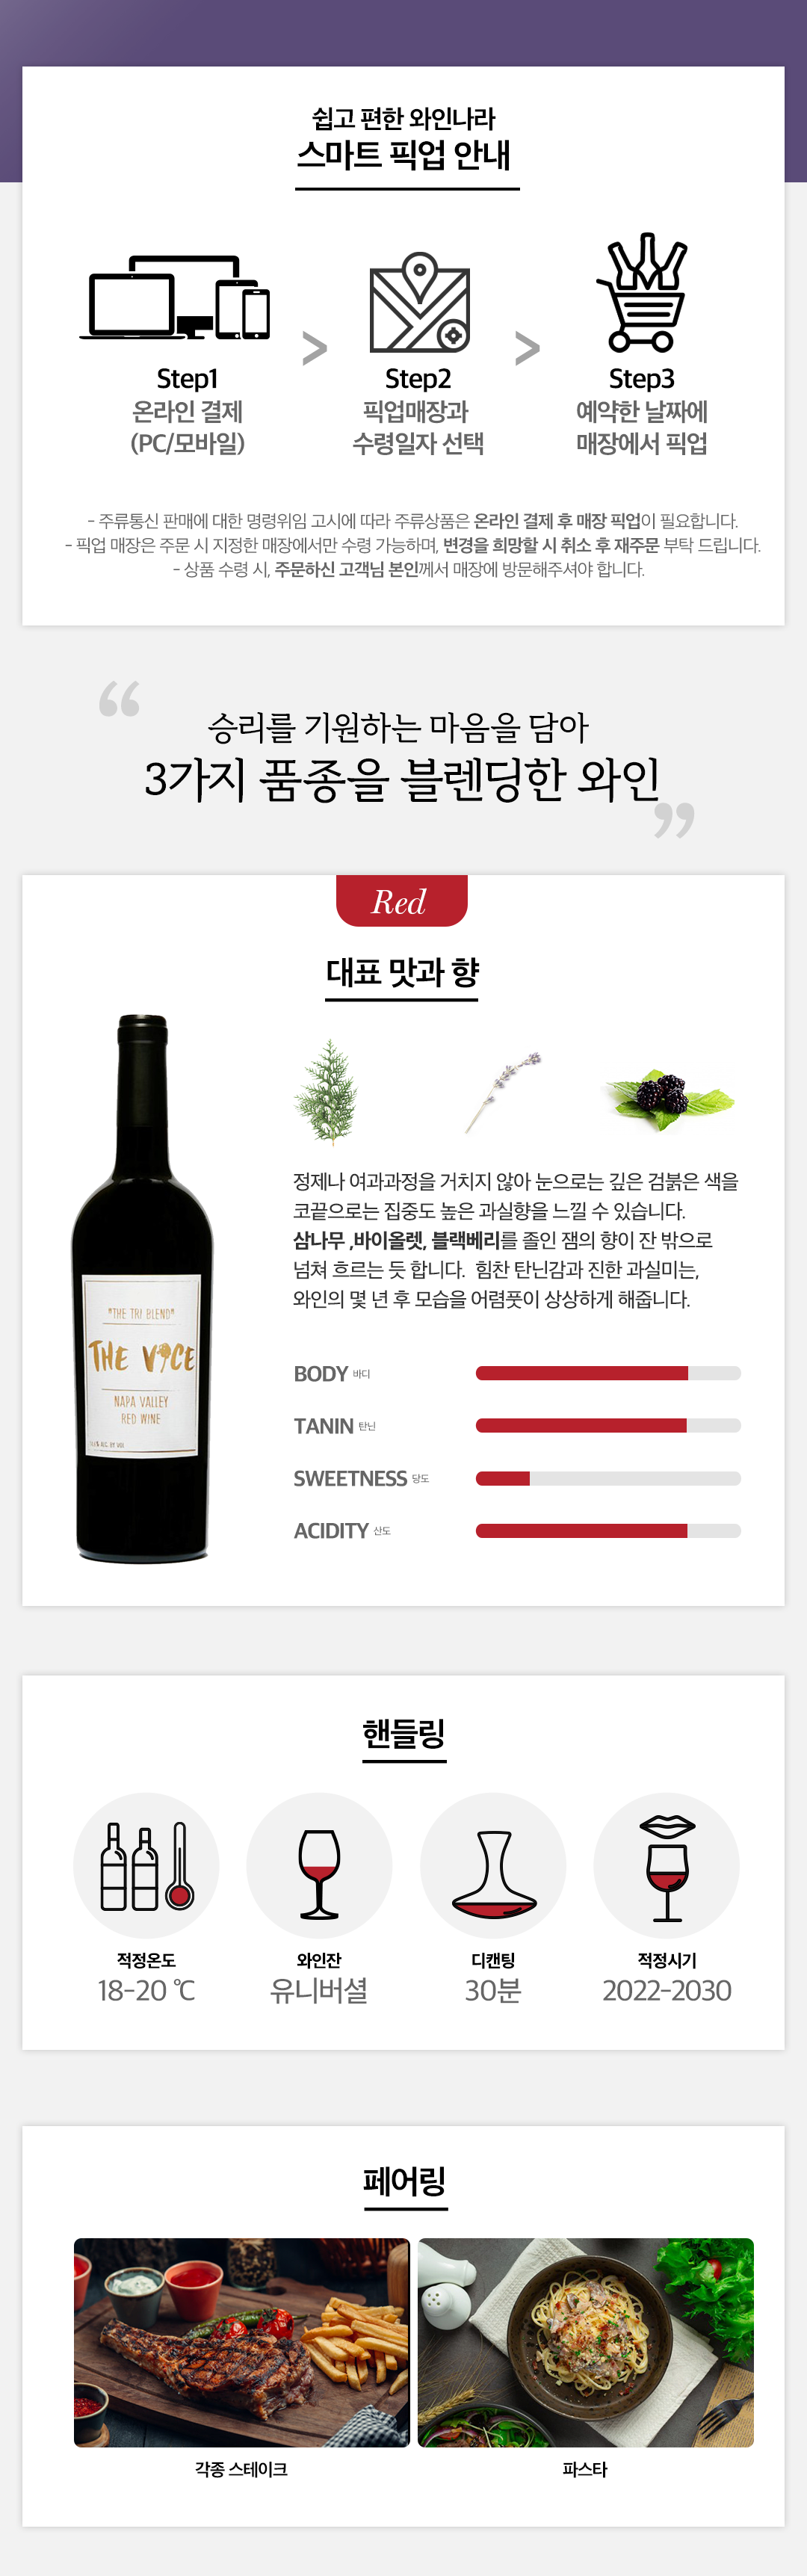 쉽고 편한 와인나라
스마트 픽업 안내
Step1
온라인 결제
(PC/모바일)
>
Step2
픽업매장과
수령일자 선택
>
Step3
예약한 날짜에
매장에서 픽업
- 주류통신 판매에 대한 명령위임 고시에 따라 주류상품은 온라인 결제 후 매장 픽업이 필요합니다.
- 픽업 매장은 주문 시 지정한 매장에서만 수령 가능하며, 변경을 희망할 시 취소 후 재주문 부탁 드립니다.
- 상품 수령 시, 주문하신 고객님 본인께서 매장에 방문해주셔야 합니다.
“
승리를 기원하는 마음을 담아
3가지 품종을 블렌딩한 와인
”
Red
대표 맛과 향
정제나 여과과정을 거치지 않아 눈으로는 깊은 검붉은 색을
코끝으로는 집중도 높은 과실향을 느낄 수 있습니다.
삼나무 ,바이올렛, 블랙베리를 졸인 잼의 향이 잔 밖으로
넘쳐 흐르는 듯 합니다. 힘찬 탄닌감과 진한 과실미는,
와인의 몇 년 후 모습을 어렴풋이 상상하게 해줍니다.
"THE TRI BLEND"
THE VICE
NAPA VALLEY
RED WINE
ALC. BY VOL
BODY 바디
TANIN 탄닌
SWEETNESS 당도
ACIDITY 산도
핸들링
적정온도
18-20 ℃
와인잔
유니버셜
디캔팅
30분
적정시기
2022-2030
페어링
각종 스테이크
파스타